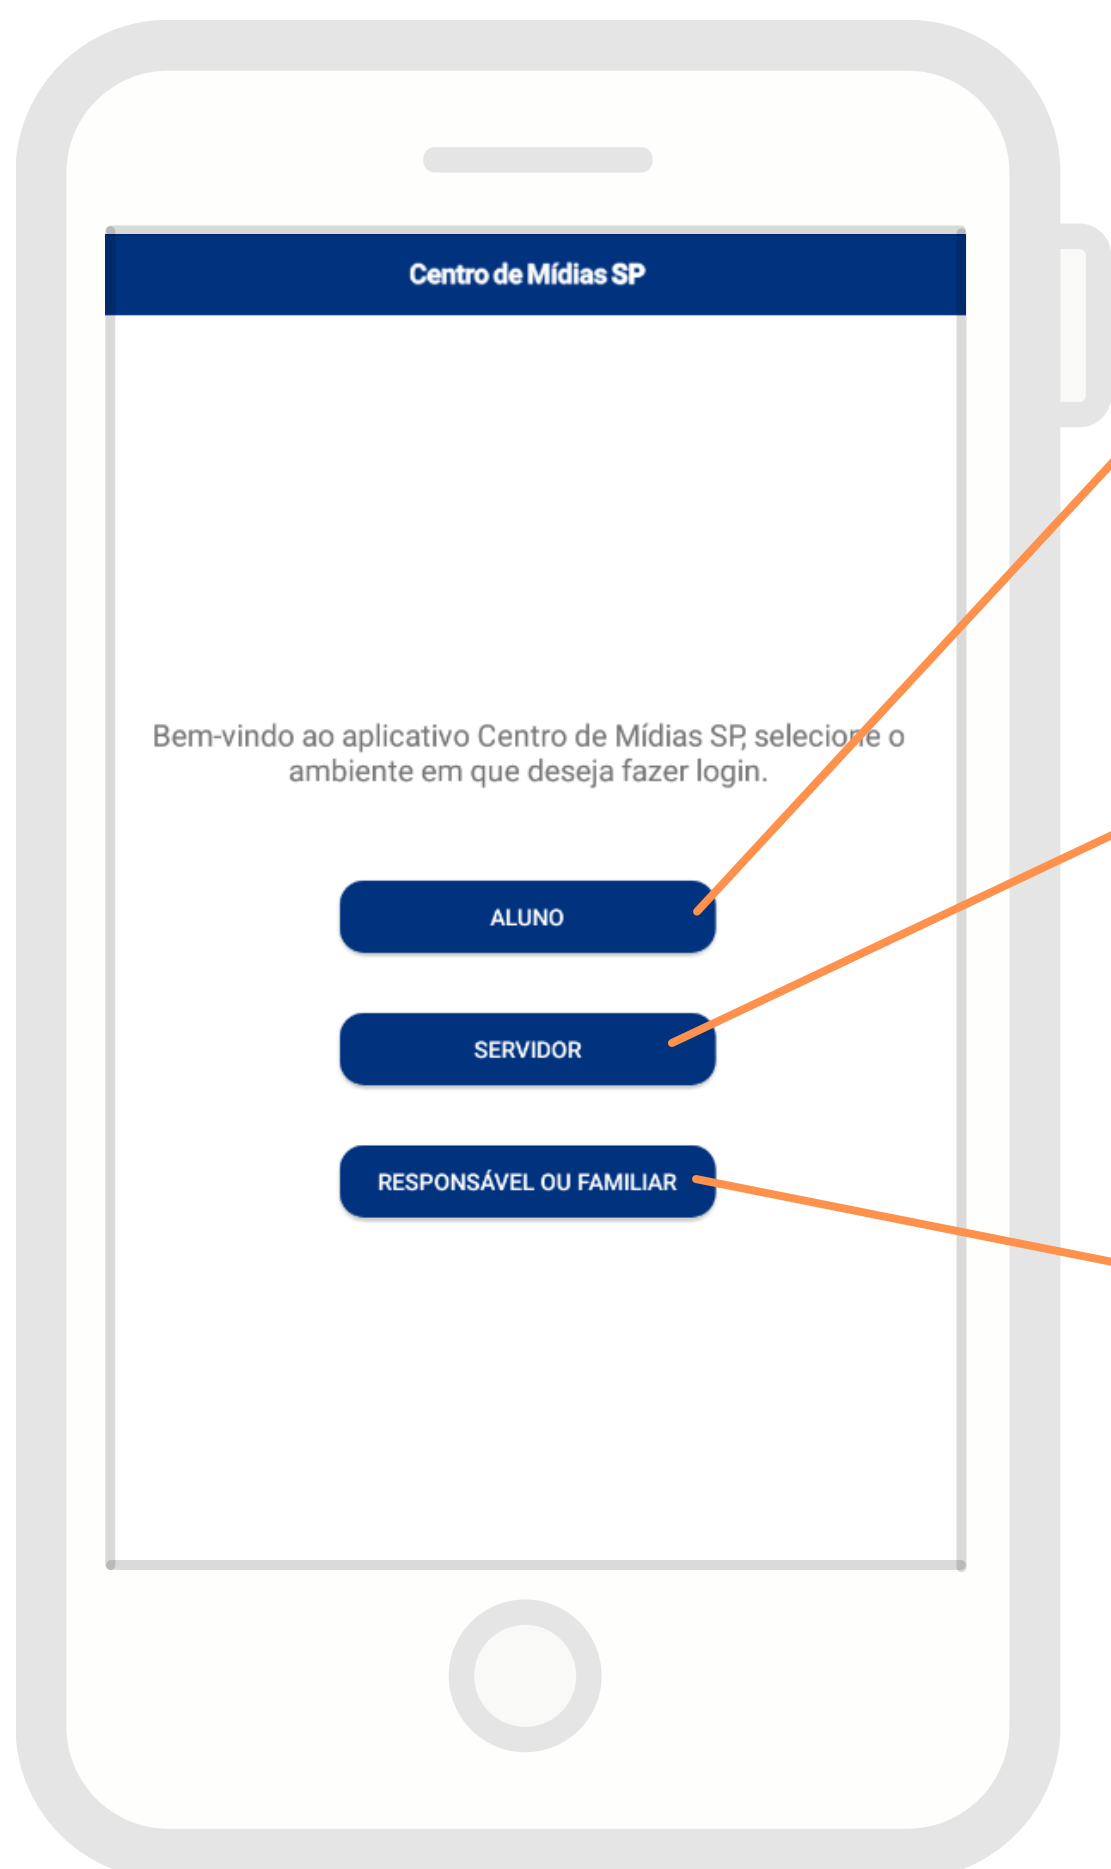 Centro de Mídias SP
Bem-vindo ao aplicativo Centro de Mídias SP, selecione o
ambiente em que deseja fazer login.
ALUNO
SERVIDOR
RESPONSÁVEL OU FAMILIAR